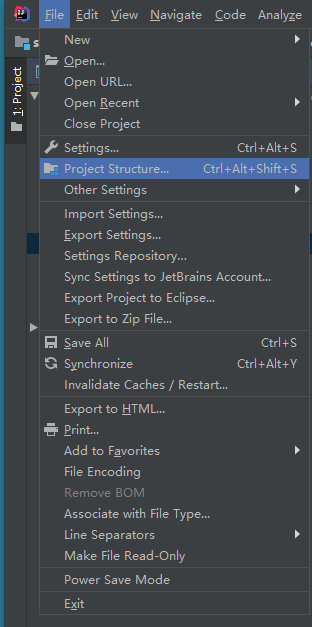 File Edit View Navigate Code Analyze
s
1: Project
New
Open...
Open URL...
Open Recent
Close Project
Settings... Ctrl+Alt+S
Project Structure... Ctrl+Alt+Shift+S
Other Settings
Import Settings...
Export Settings...
Settings Repository...
Sync Settings to JetBrains Account...
Export Project to Eclipse...
Export to Zip File...
Save All Ctrl+S
Synchronize Ctrl+Alt+Y
Invalidate Caches / Restart...
Export to HTML...
Print...
Add to Favorites
File Encoding
Remove BOM
Associate with File Type...
Line Separators
Make File Read-Only
Power Save Mode
Exit